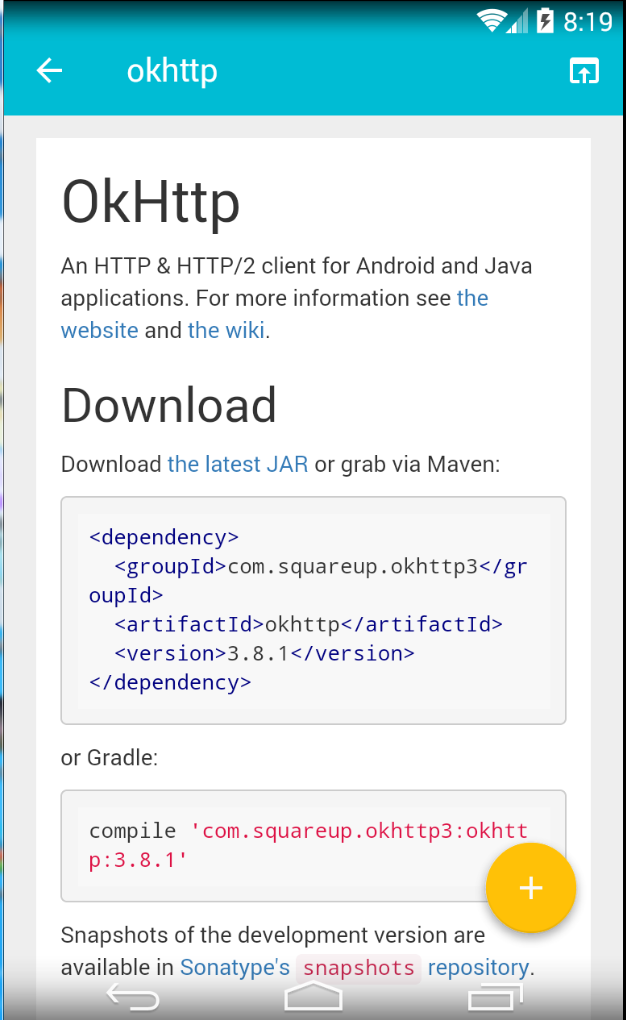 8:19
okhttp
OkHttp
An HTTP & HTTP/2 client for Android and Java
applications. For more information see the
website and the wiki.
Download
Download the latest JAR or grab via Maven:
<dependency>
  <groupId>com.squareup.okhttp3</gr
oupId>
  <artifactId>okhttp</artifactId>
  <version>3.8.1</version>
</dependency>
or Gradle:
compile 'com.squareup.okhttp3:okhtt
p:3.8.1'
Snapshots of the development version are
available in Sonatype's snapshots repository.